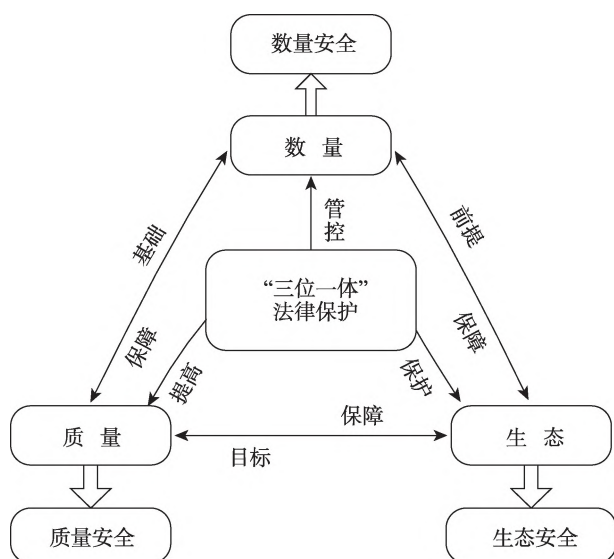 数量安全
数 量
管
控
基础
前提
“三位一体”
法律保护
保障
保障
提高
保护
保障
质 量
生 态
目标
质量安全
生态安全